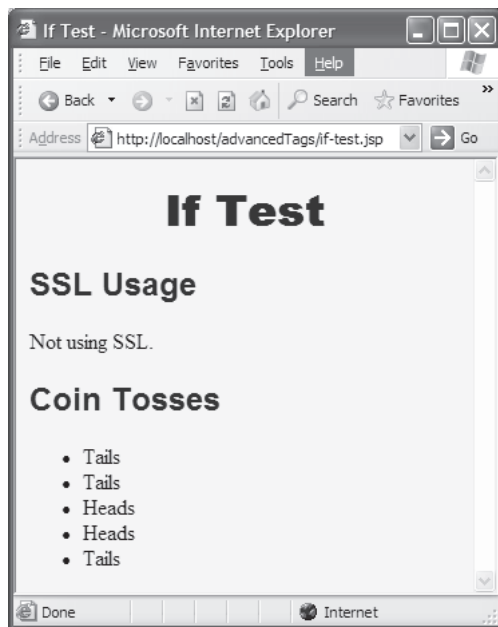 If Test - Microsoft Internet Explorer
File Edit View Favorites Tools Help
Back Search Favorites »
Address http://localhost/advancedTags/if-test.jsp Go
If Test
SSL Usage
Not using SSL.
Coin Tosses
• Tails
• Tails
• Heads
• Heads
• Tails
Done Internet